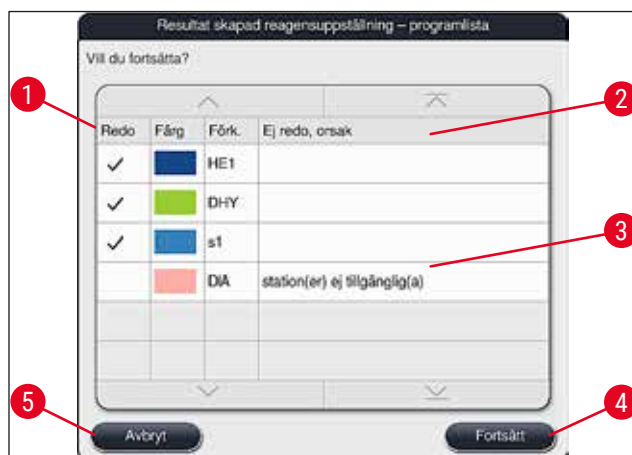 Resultat skapad reagensuppställning – programlista
Vill du fortsätta?
Redo Färg Förk. Ej redo, orsak
HE1
DHY
s1
DIA station(er) ej tillgänglig(a)
Avbryt Fortsätt
1
2
3
4
5